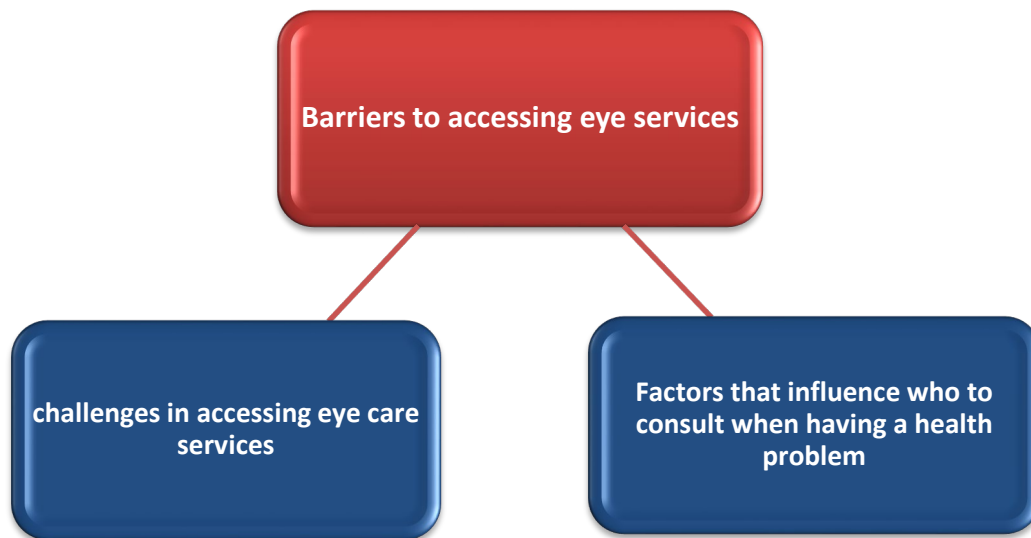 Barriers to accessing eye services
challenges in accessing eye care
services
Factors that influence who to
consult when having a health
problem